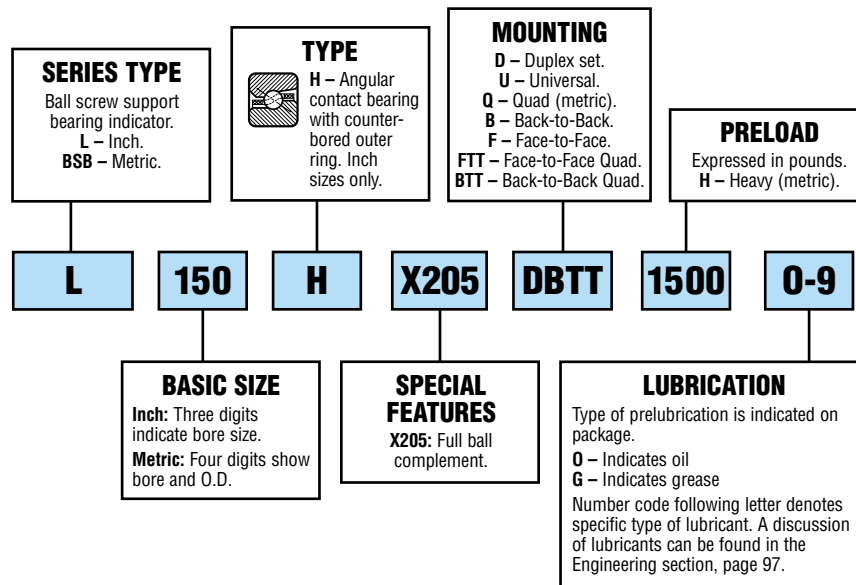 SERIES TYPE
Ball screw support
bearing indicator.
L – Inch.
BSB – Metric.
TYPE
H – Angular
contact bearing
with counter-
bored outer
ring. Inch
sizes only.
MOUNTING
D – Duplex set.
U – Universal.
Q – Quad (metric).
B – Back-to-Back.
F – Face-to-Face.
FTT – Face-to-Face Quad.
BTT – Back-to-Back Quad.
PRELOAD
Expressed in pounds.
H – Heavy (metric).
L 150 H X205 DBTT 1500 O-9
BASIC SIZE
Inch: Three digits
indicate bore size.
Metric: Four digits show
bore and O.D.
SPECIAL
FEATURES
X205: Full ball
complement.
LUBRICATION
Type of prelubrication is indicated on
package.
O – Indicates oil
G – Indicates grease
Number code following letter denotes
specific type of lubricant. A discussion
of lubricants can be found in the
Engineering section, page 97.